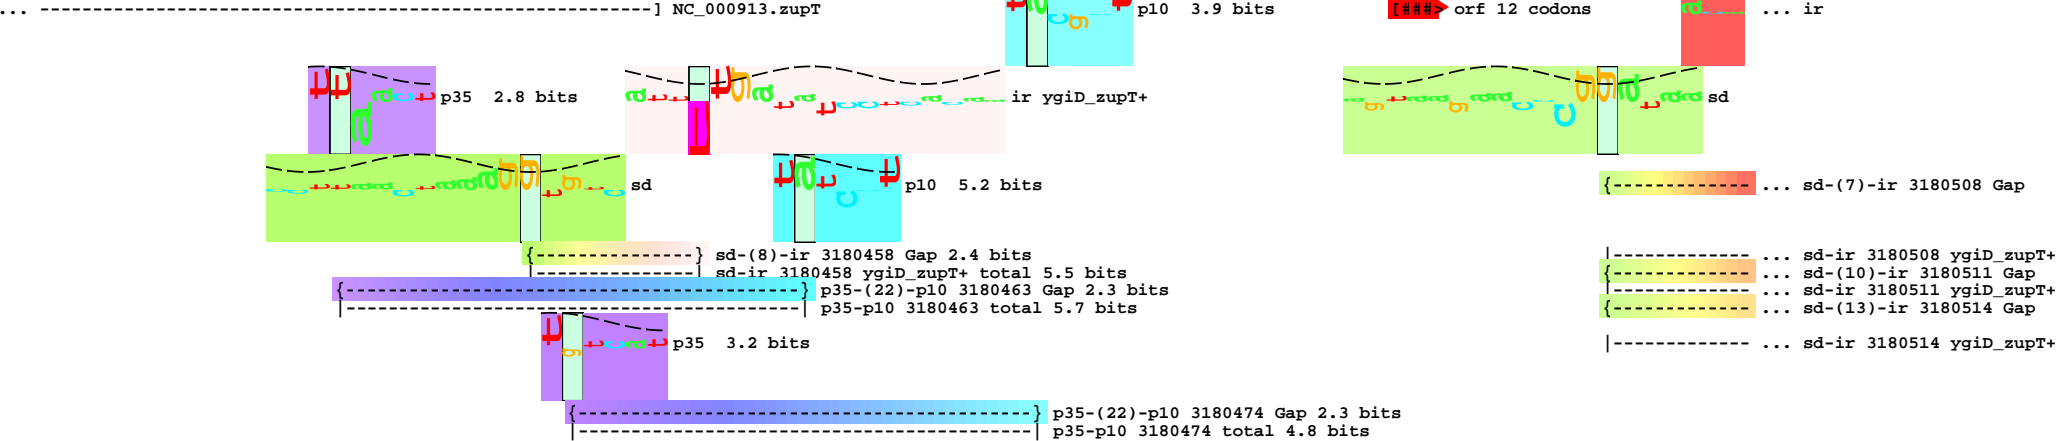 ... ---------------------------------------------------------] NC_000913.zupT
p10  3.9 bits
[###> orf 12 codons
... ir
p35  2.8 bits
ir ygiD_zupT+
sd
sd
p10  5.2 bits
{------------- ... sd-(7)-ir 3180508 Gap
{---------------} sd-(8)-ir 3180458 Gap 2.4 bits
|------------- ... sd-ir 3180508 ygiD_zupT+
|---------------| sd-ir 3180458 ygiD_zupT+ total 5.5 bits
{------------- ... sd-(10)-ir 3180511 Gap
{-------------------------------------------} p35-(22)-p10 3180463 Gap 2.3 bits
|------------- ... sd-ir 3180511 ygiD_zupT+
|-------------------------------------------| p35-p10 3180463 total 5.7 bits
{------------- ... sd-(13)-ir 3180514 Gap
p35  3.2 bits
|------------- ... sd-ir 3180514 ygiD_zupT+
{-------------------------------------------} p35-(22)-p10 3180474 Gap 2.3 bits
|-------------------------------------------| p35-p10 3180474 total 4.8 bits